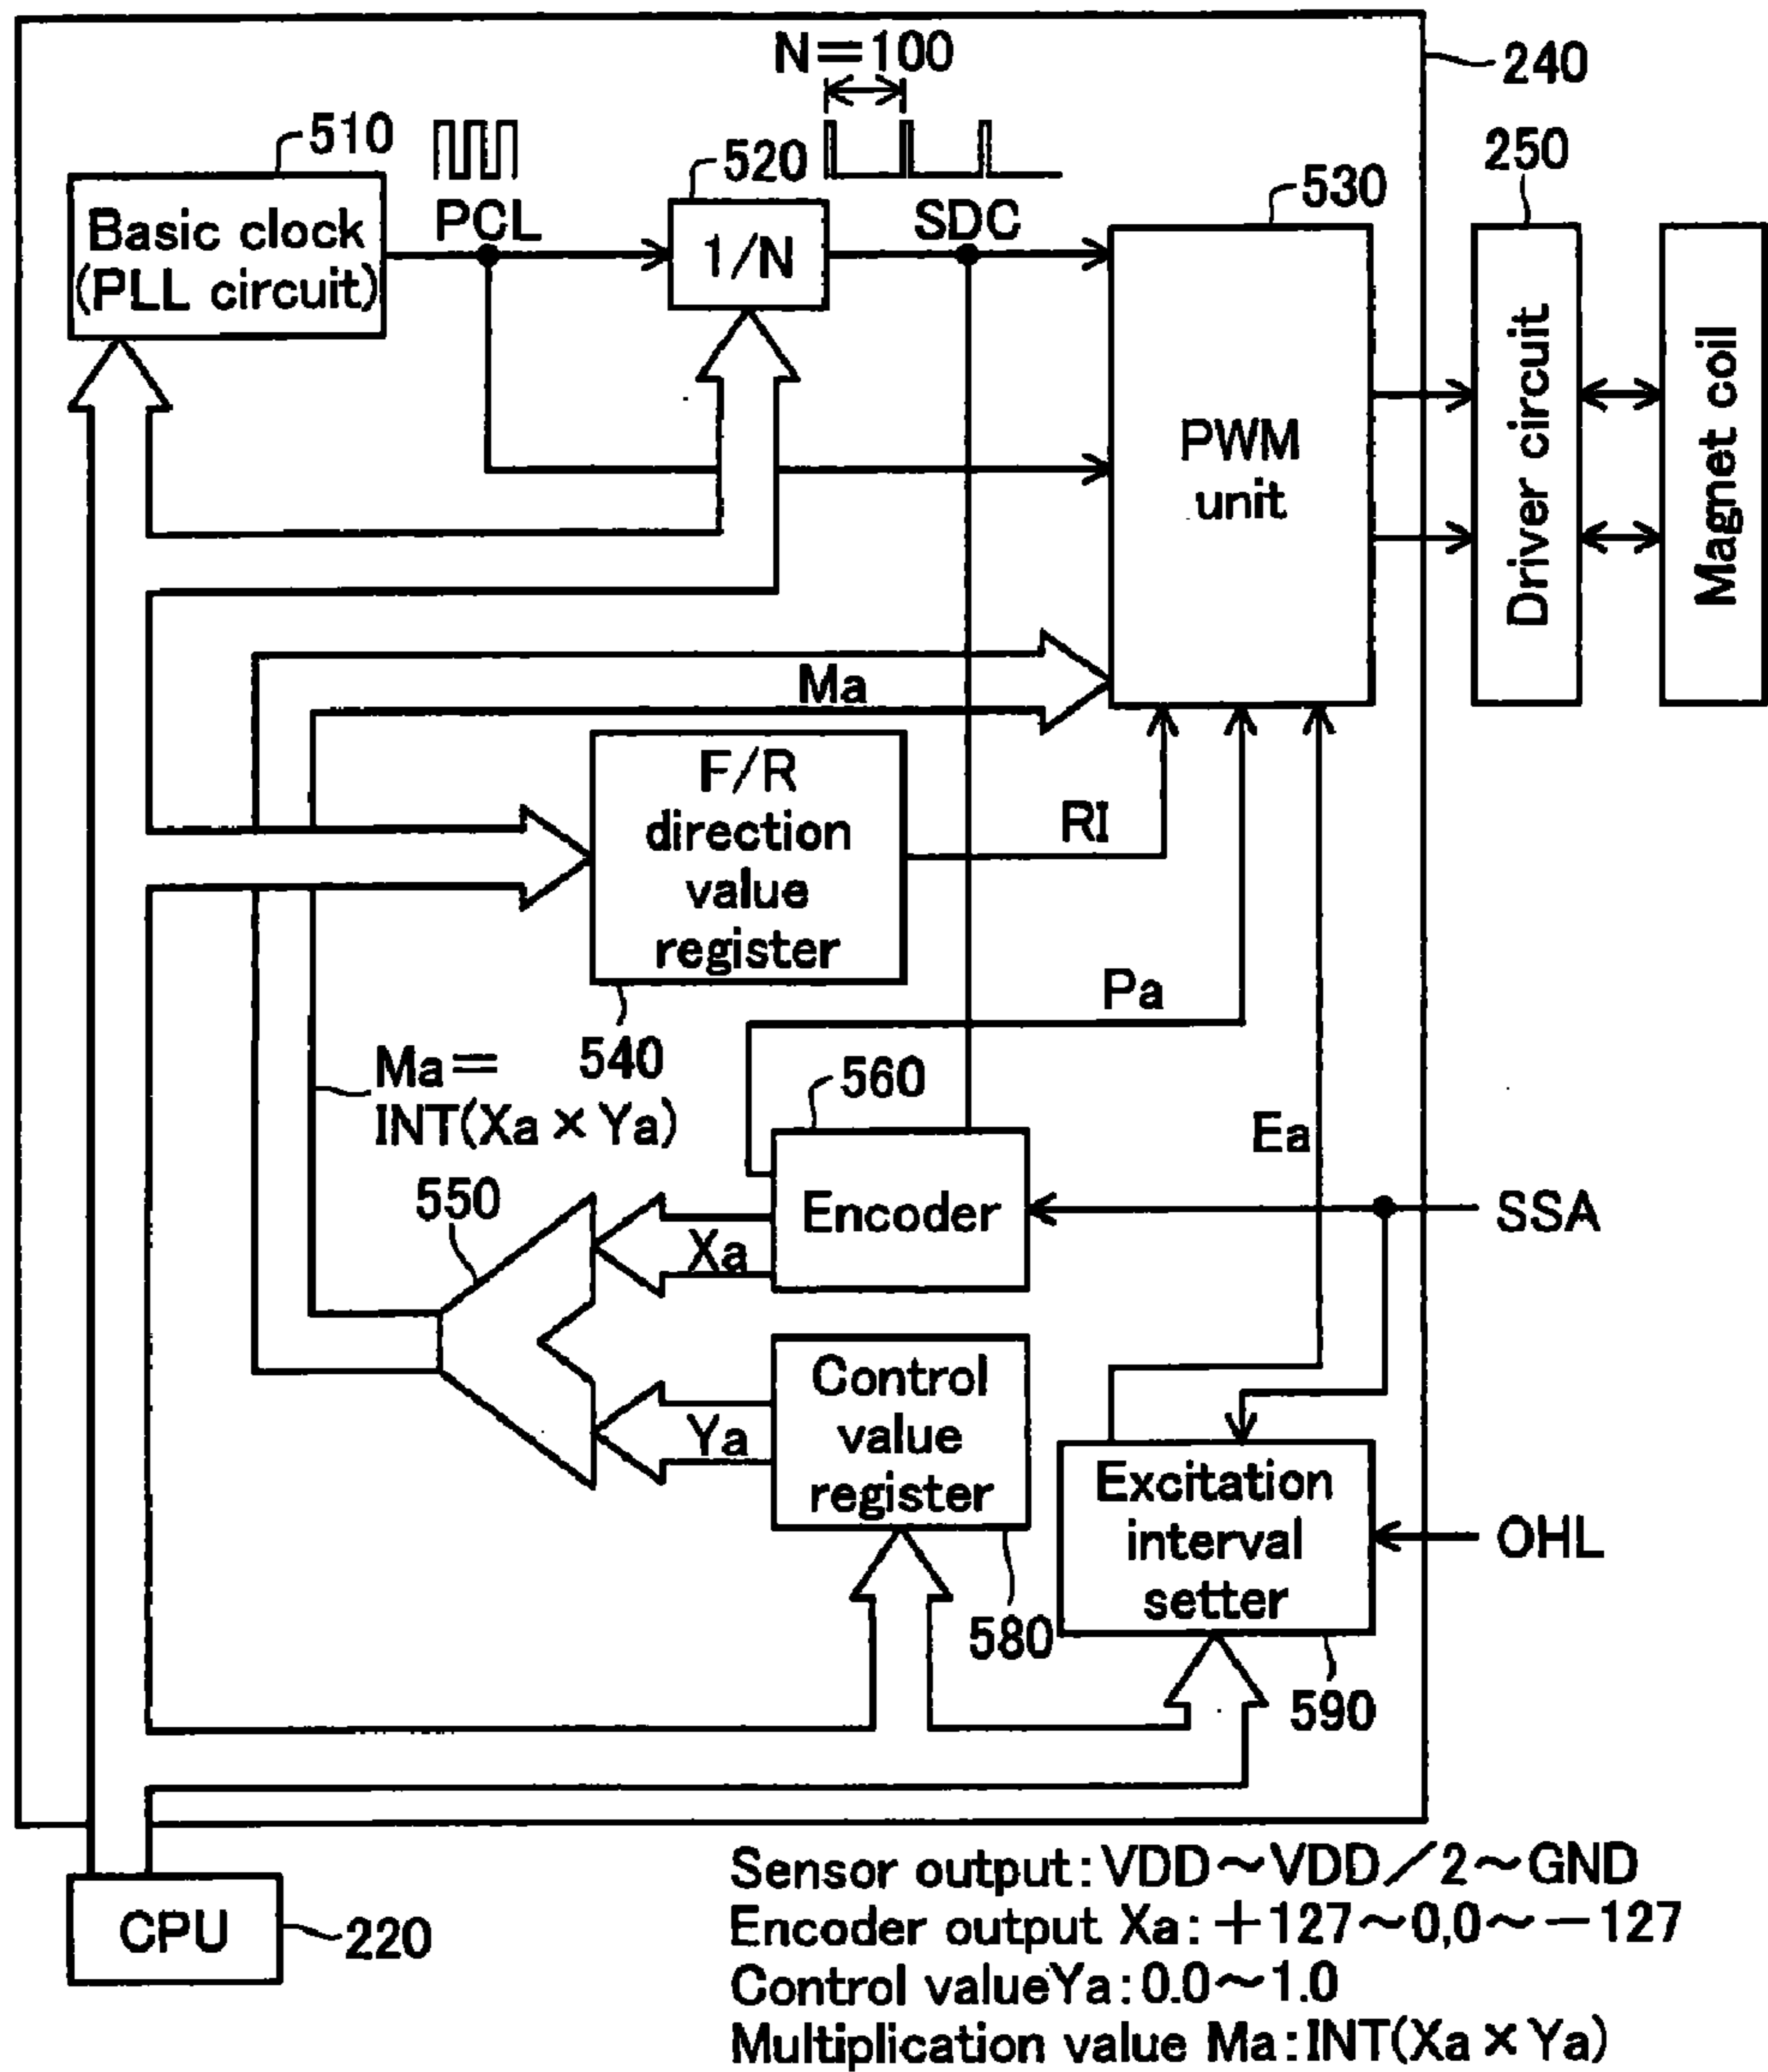 N=100
240
510
520
250
530
Basic clock
(PLL circuit)
PCL
1/N
SDC
PWM
unit
Driver circuit
Magnet coil
Ma
F/R
direction
value
register
RI
Pa
540
Ma=
INT(Xa × Ya)
560
Ea
550
Encoder
SSA
Xa
Control
value
register
Ya
Excitation
interval
setter
OHL
580
590
CPU
220
Sensor output:VDD~VDD/2~GND
Encoder output Xa:+127~0,0~-127
Control valueYa:0.0~1.0
Multiplication value Ma:INT(Xa × Ya)